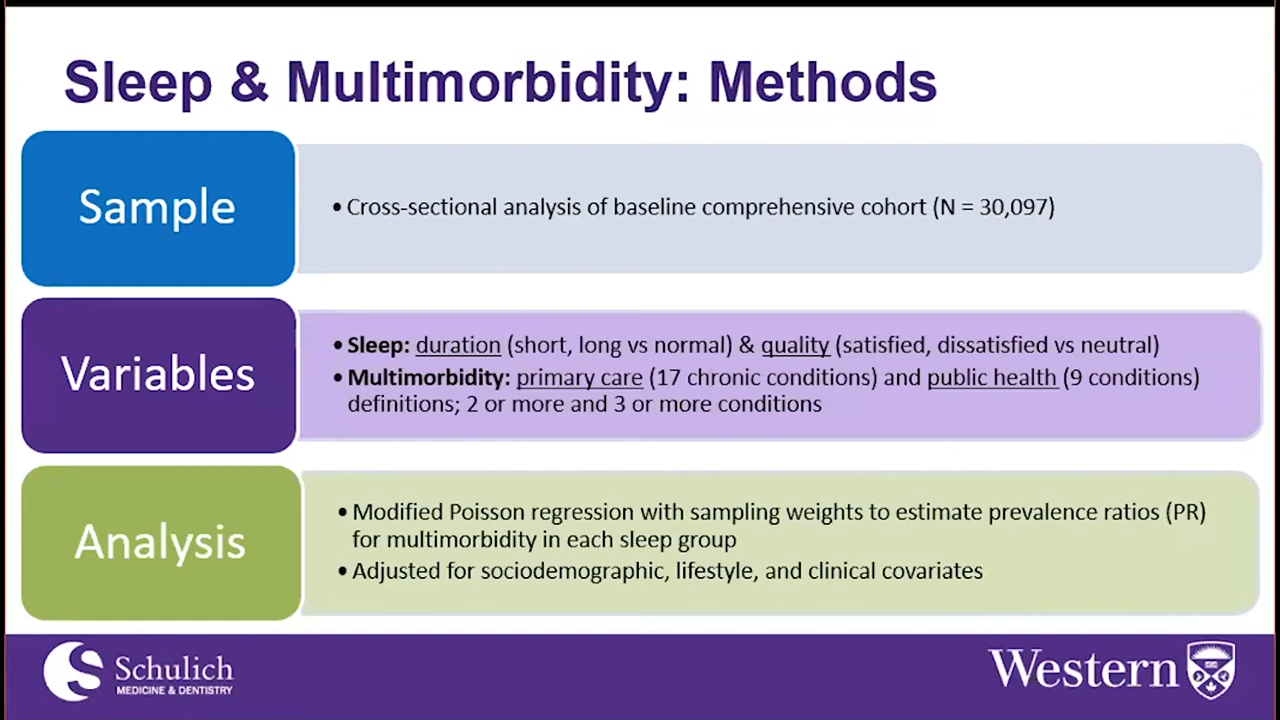 Sleep & Multimorbidity: Methods
Sample
• Cross-sectional analysis of baseline comprehensive cohort (N = 30,097)
Variables
• Sleep: duration (short, long vs normal) & quality (satisfied, dissatisfied vs neutral)
• Multimorbidity: primary care (17 chronic conditions) and public health (9 conditions)
definitions; 2 or more and 3 or more conditions
Analysis
• Modified Poisson regression with sampling weights to estimate prevalence ratios (PR)
for multimorbidity in each sleep group
• Adjusted for sociodemographic, lifestyle, and clinical covariates
Schulich
MEDICINE & DENTISTRY
Western